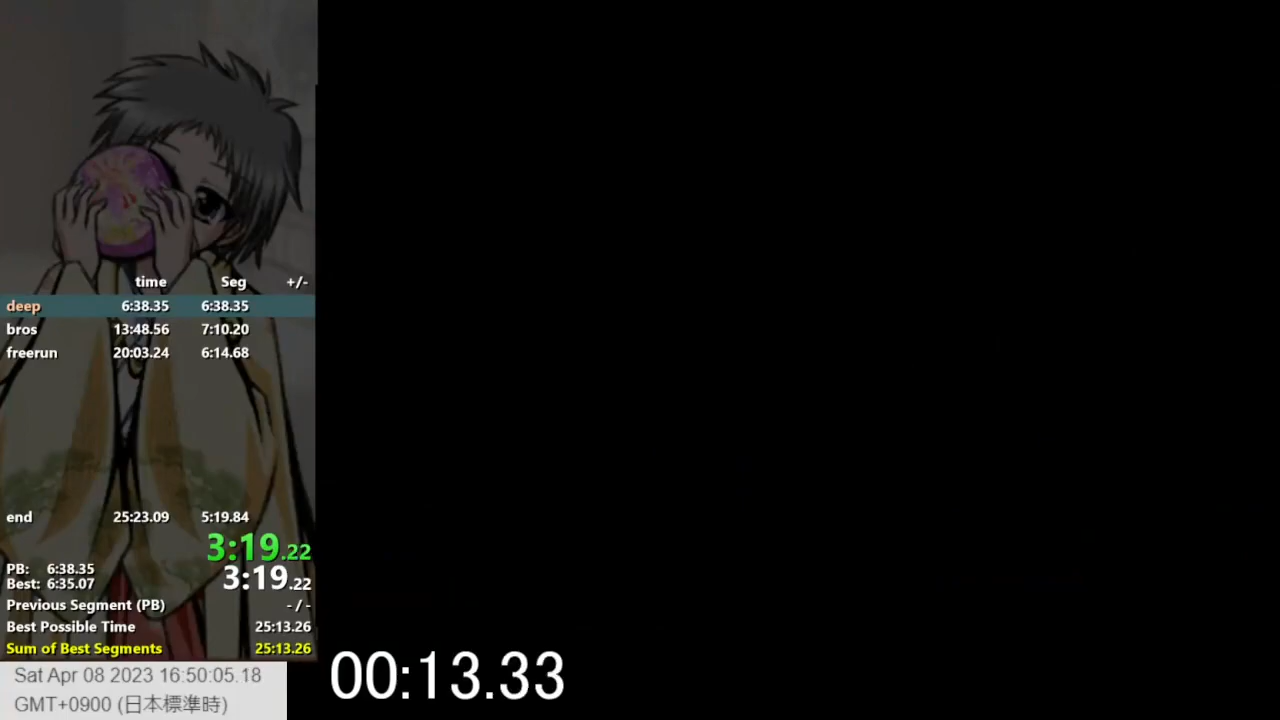 time Seg +/-
deep 6:38.35 6:38.35
bros 13:48.56 7:10.20
freerun 20:03.24 6:14.68
end 25:23.09 5:19.84
3:19.22
PB: 6:38.35
Best: 6:35.07
3:19.22
Previous Segment (PB) - / -
Best Possible Time 25:13.26
Sum of Best Segments 25:13.26
Sat Apr 08 2023 16:50:05.18
GMT+0900 (日本標準時)
00:13.33